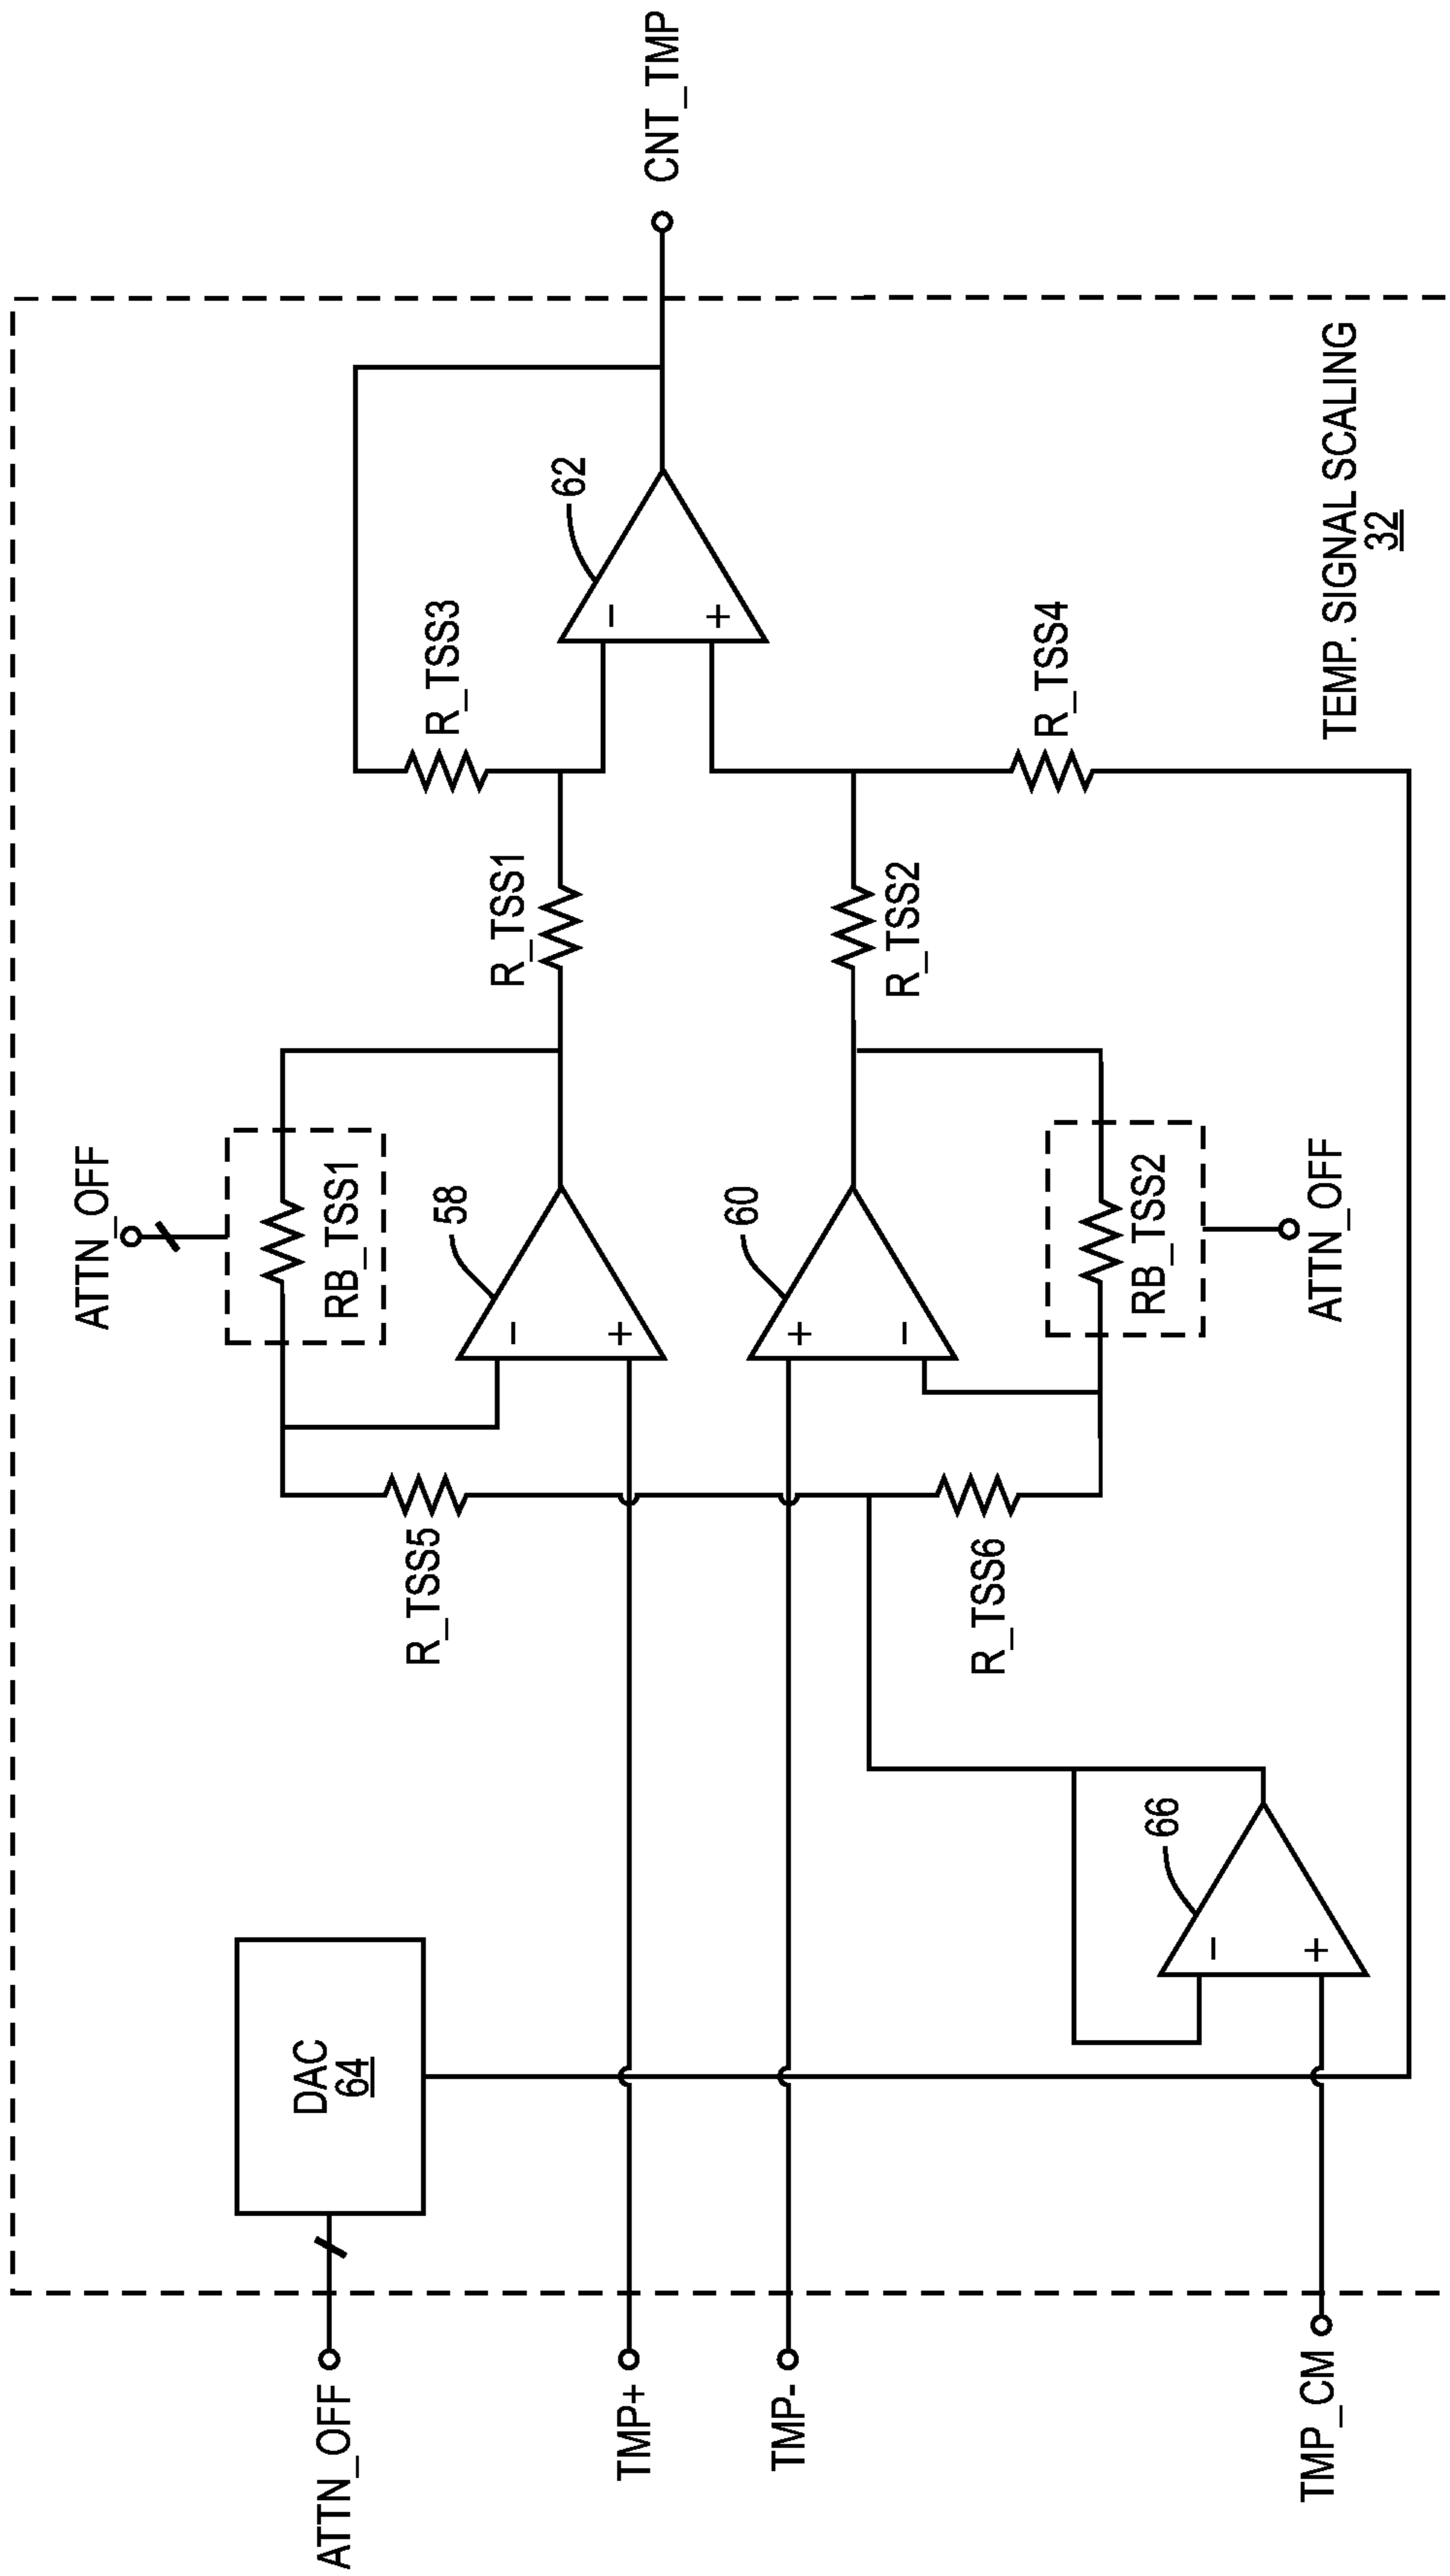 ATTN_OFF
DAC
64
TMP+
TMP-
TMP_CM
66
R_TSS5
R_TSS6
ATTN_OFF
RB_TSS1
58
-
+
60
+
-
RB_TSS2
ATTN_OFF
-
+
R_TSS1
R_TSS2
R_TSS3
R_TSS4
62
-
+
CNT_TMP
TEMP. SIGNAL SCALING
32